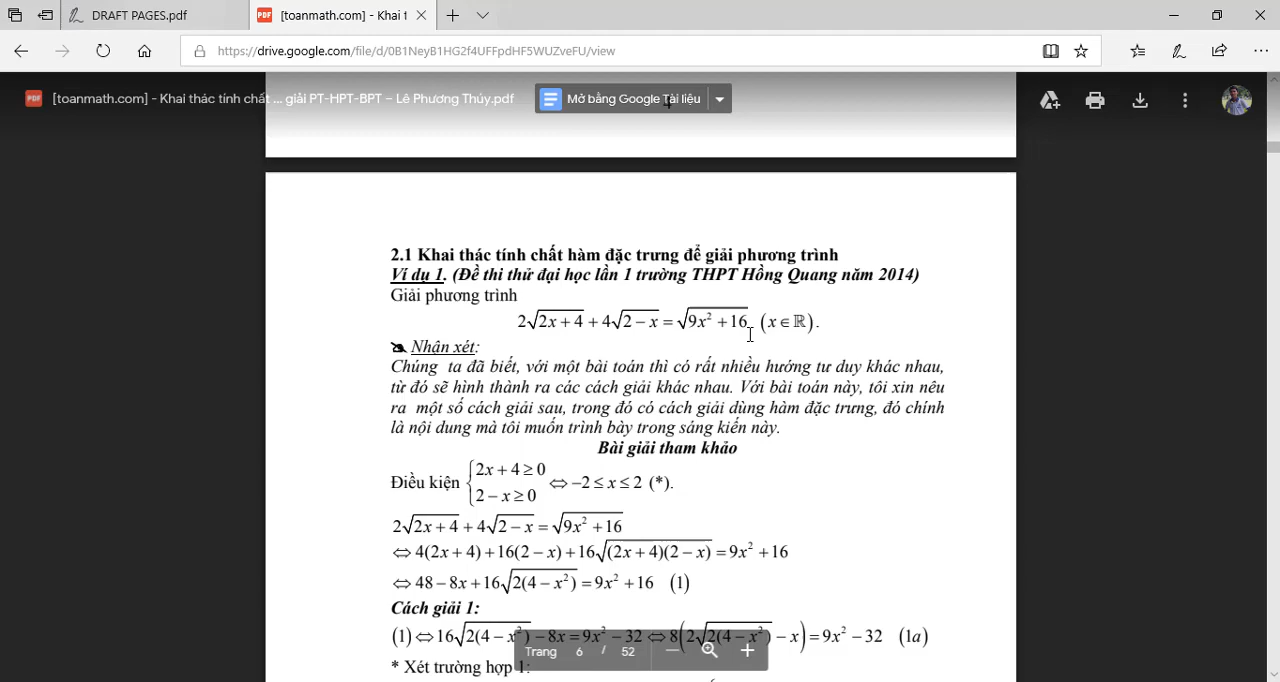 DRAFT PAGES.pdf
[toanmath.com] - Khai t
https://drive.google.com/file/d/0B1NeyB1HG2f4UFFpdHF5WUZveFU/view
[toanmath.com] - Khai thác tính chất ... giải PT-HPT-BPT – Lê Phương Thúy.pdf
Mở bằng Google Tài liệu
2.1 Khai thác tính chất hàm đặc trưng để giải phương trình
Ví dụ 1. (Đề thi thử đại học lần 1 trường THPT Hồng Quang năm 2014)
Giải phương trình
2√(2x + 4) + 4√(2 − x) = √(9x² + 16) (x ∈ ℝ).
Nhận xét:
Chúng ta đã biết, với một bài toán thì có rất nhiều hướng tư duy khác nhau,
từ đó sẽ hình thành ra các cách giải khác nhau. Với bài toán này, tôi xin nêu
ra một số cách giải sau, trong đó có cách giải dùng hàm đặc trưng, đó chính
là nội dung mà tôi muốn trình bày trong sáng kiến này.
Bài giải tham khảo
Điều kiện { 2x + 4 ≥ 0 ; 2 − x ≥ 0 ⇔ −2 ≤ x ≤ 2 (*).
2√(2x + 4) + 4√(2 − x) = √(9x² + 16)
⇔ 4(2x + 4) + 16(2 − x) + 16√((2x + 4)(2 − x)) = 9x² + 16
⇔ 48 − 8x + 16√(2(4 − x²)) = 9x² + 16 (1)
Cách giải 1:
(1) ⇔ 16√(2(4 − x²)) − 8x = 9x² − 32 ⇔ 8(2√(2(4 − x²)) − x) = 9x² − 32 (1a)
Trang 6 / 52
* Xét trường hợp 1: